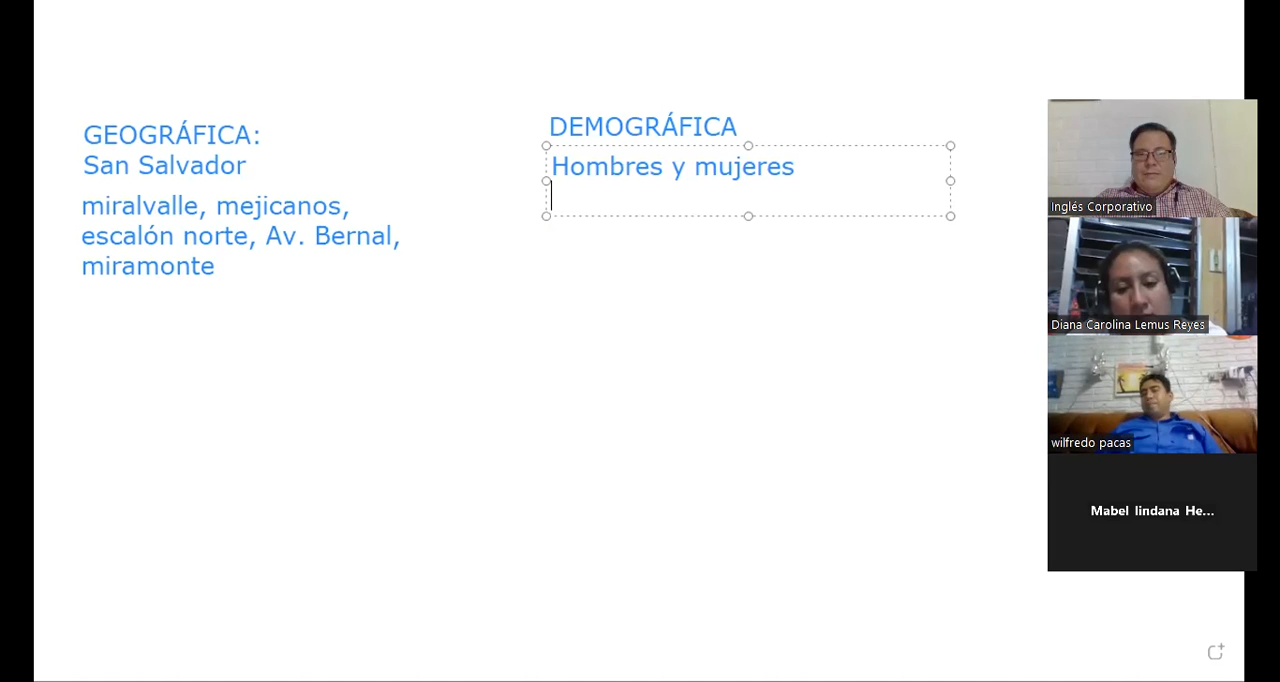 GEOGRÁFICA:
San Salvador
miralvalle, mejicanos,
escalón norte, Av. Bernal,
miramonte
DEMOGRÁFICA
Hombres y mujeres
Inglés Corporativo
Diana Carolina Lemus Reyes
wilfredo pacas
Mabel lindana He...